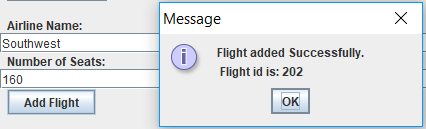 Airline Name:
Southwest
Number of Seats:
160
Add Flight
Message
Flight added Successfully.
Flight id is: 202
OK